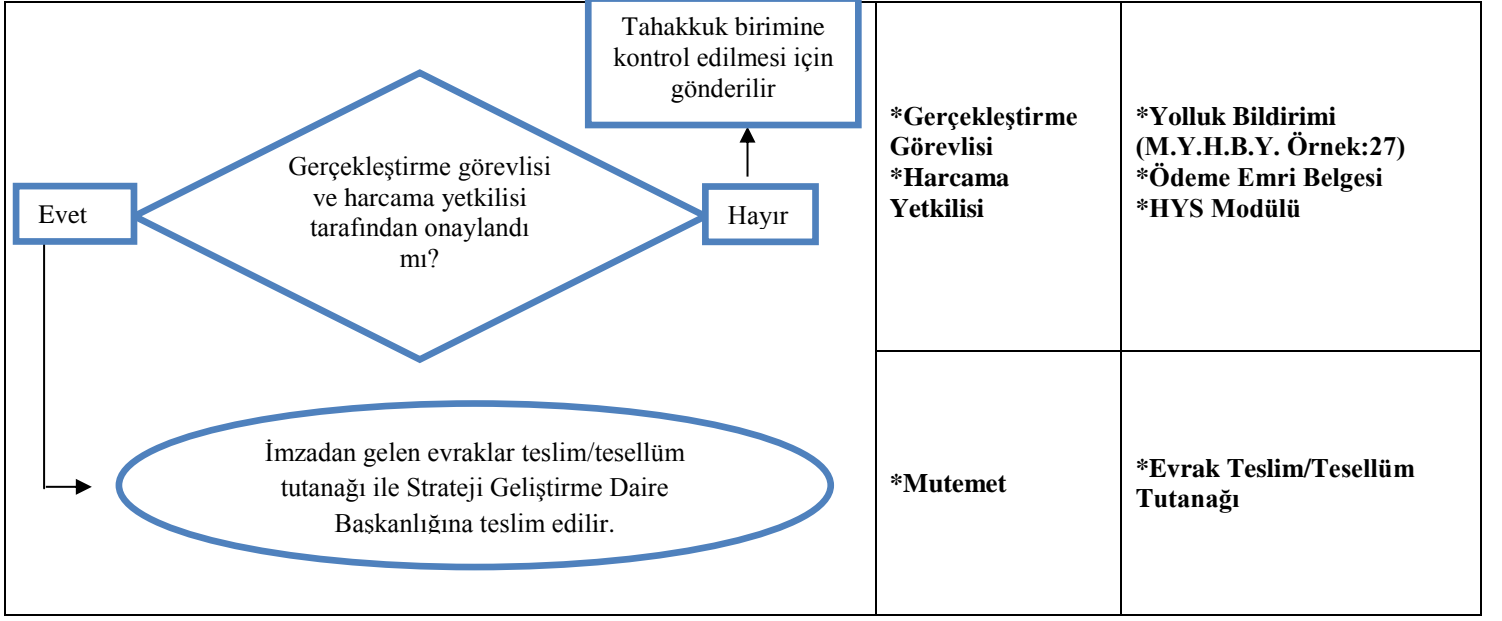 Tahakkuk birimine
kontrol edilmesi için
gönderilir
Gerçekleştirme görevlisi
ve harcama yetkilisi
tarafından onaylandı
mı?
Evet
Hayır
*Gerçekleştirme
Görevlisi
*Harcama
Yetkilisi
*Yolluk Bildirimi
(M.Y.H.B.Y. Örnek:27)
*Ödeme Emri Belgesi
*HYS Modülü
İmzadan gelen evraklar teslim/tesellüm
tutanağı ile Strateji Geliştirme Daire
Başkanlığına teslim edilir.
*Mutemet
*Evrak Teslim/Tesellüm
Tutanağı